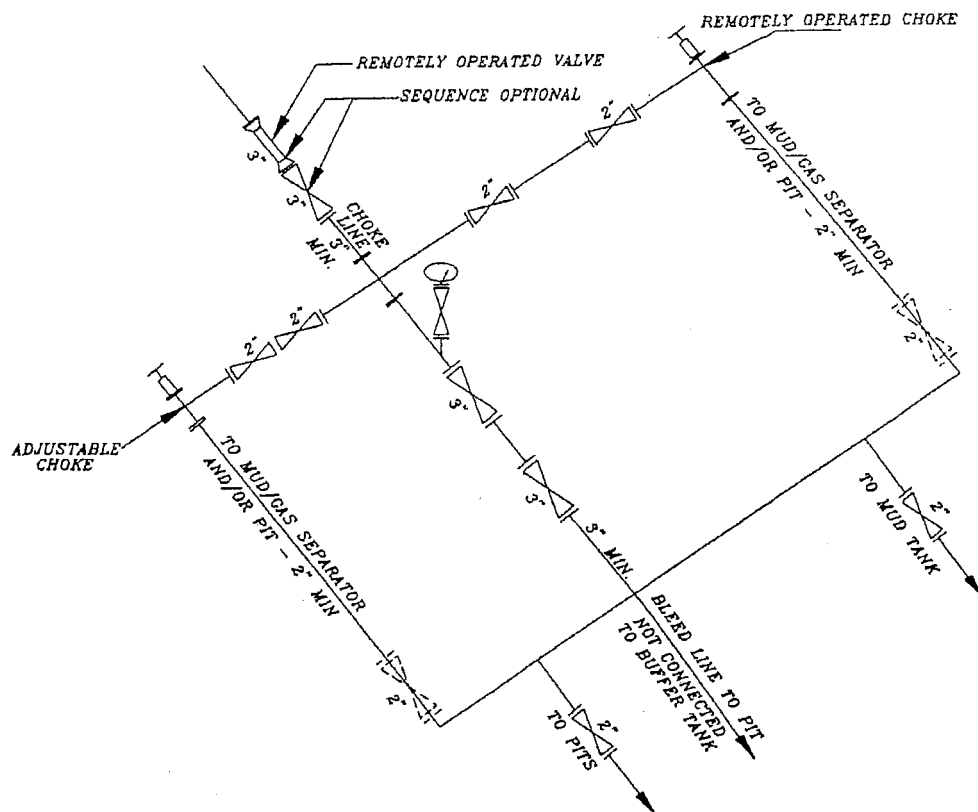 REMOTELY OPERATED CHOKE
REMOTELY OPERATED VALVE
SEQUENCE OPTIONAL
3"
3"
CHOKE
LINE
3"
MIN.
2"
2"
TO MUD/GAS SEPARATOR
AND/OR PIT - 2" MIN
2"
2"
2"
3"
3"
3" MIN.
ADJUSTABLE
CHOKE
TO MUD/GAS SEPARATOR
AND/OR PIT - 2" MIN
2"
2"
TO MUD TANK
BLEED LINE TO PIT
NOT CONNECTED
TO BUFFER TANK
2"
TO PITS